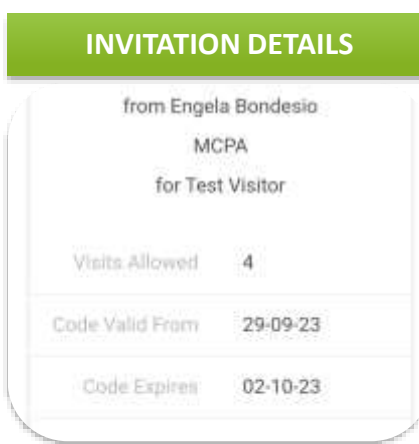 INVITATION DETAILS
from Engela Bondesio
MCPA
for Test Visitor
Visits Allowed 4
Code Valid From 29-09-23
Code Expires 02-10-23